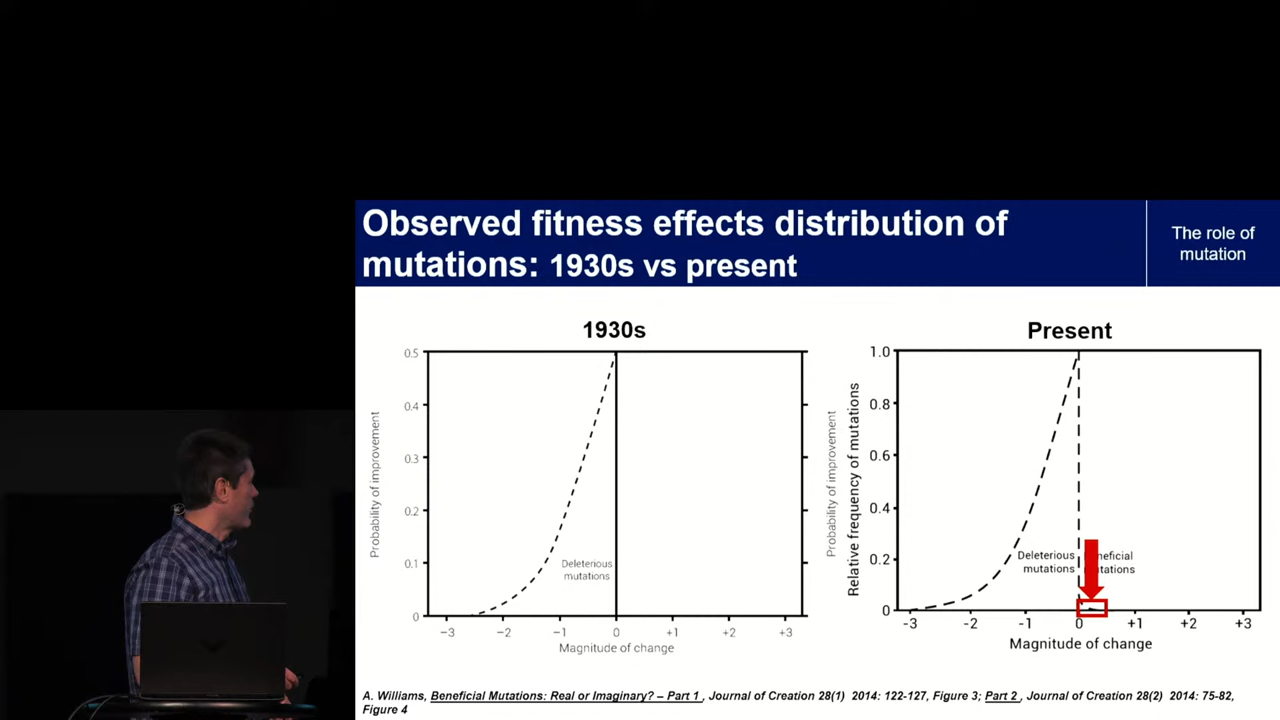 Observed fitness effects distribution of
mutations: 1930s vs present
The role of
mutation
1930s
0.5
0.4
0.3
0.2
0.1
0
Probability of improvement
Deleterious
mutations
−3
−2
−1
0
+1
+2
+3
Magnitude of change
Present
1.0
0.8
0.6
0.4
0.2
0
Probability of improvement
Relative frequency of mutations
Deleterious
mutations
-3
-2
-1
0
+1
+2
+3
Magnitude of change
A. Williams, Beneficial Mutations: Real or Imaginary? – Part 1 , Journal of Creation 28(1) 2014: 122-127, Figure 3; Part 2 , Journal of Creation 28(2) 2014: 75-82,
Figure 4